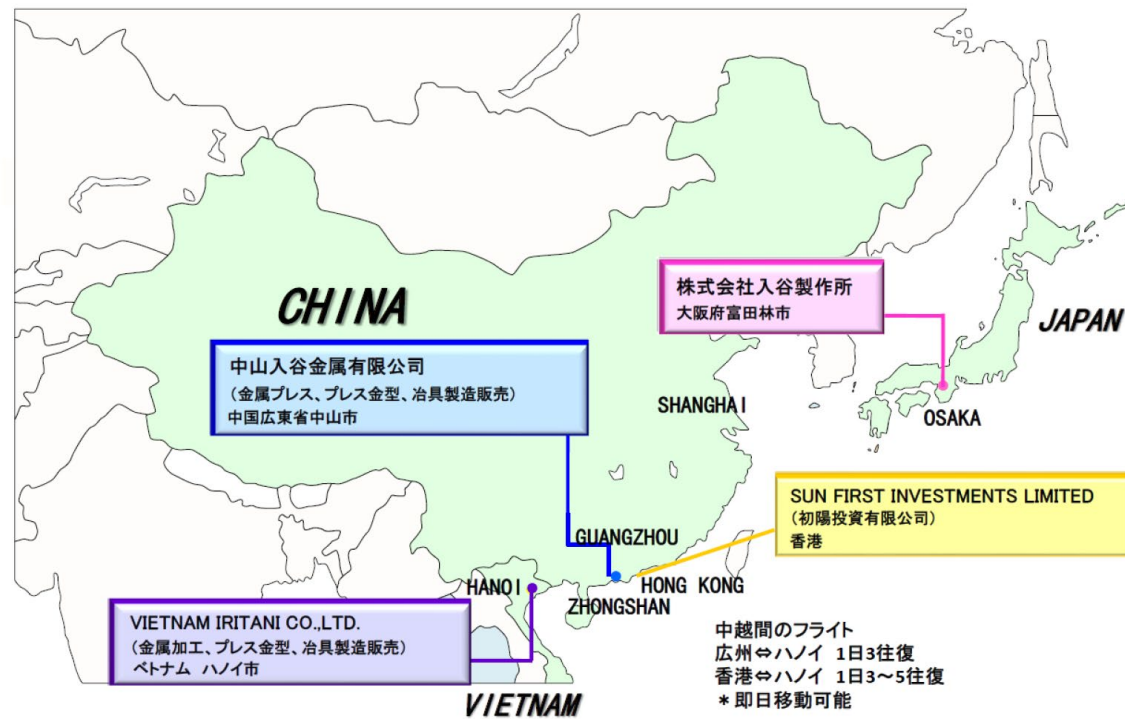 CHINA
JAPAN
株式会社入谷製作所
大阪府富田林市
中山入谷金属有限公司
（金属プレス、プレス金型、冶具製造販売）
中国広東省中山市
SHANGHAI
OSAKA
SUN FIRST INVESTMENTS LIMITED
（初陽投資有限公司）
香港
GUANGZHOU
HONG KONG
ZHONGSHAN
HANOI
VIETNAM IRITANI CO.,LTD.
（金属加工、プレス金型、冶具製造販売）
ベトナム ハノイ市
VIETNAM
中越間のフライト
広州⇔ハノイ 1日3往復
香港⇔ハノイ 1日3～5往復
＊即日移動可能